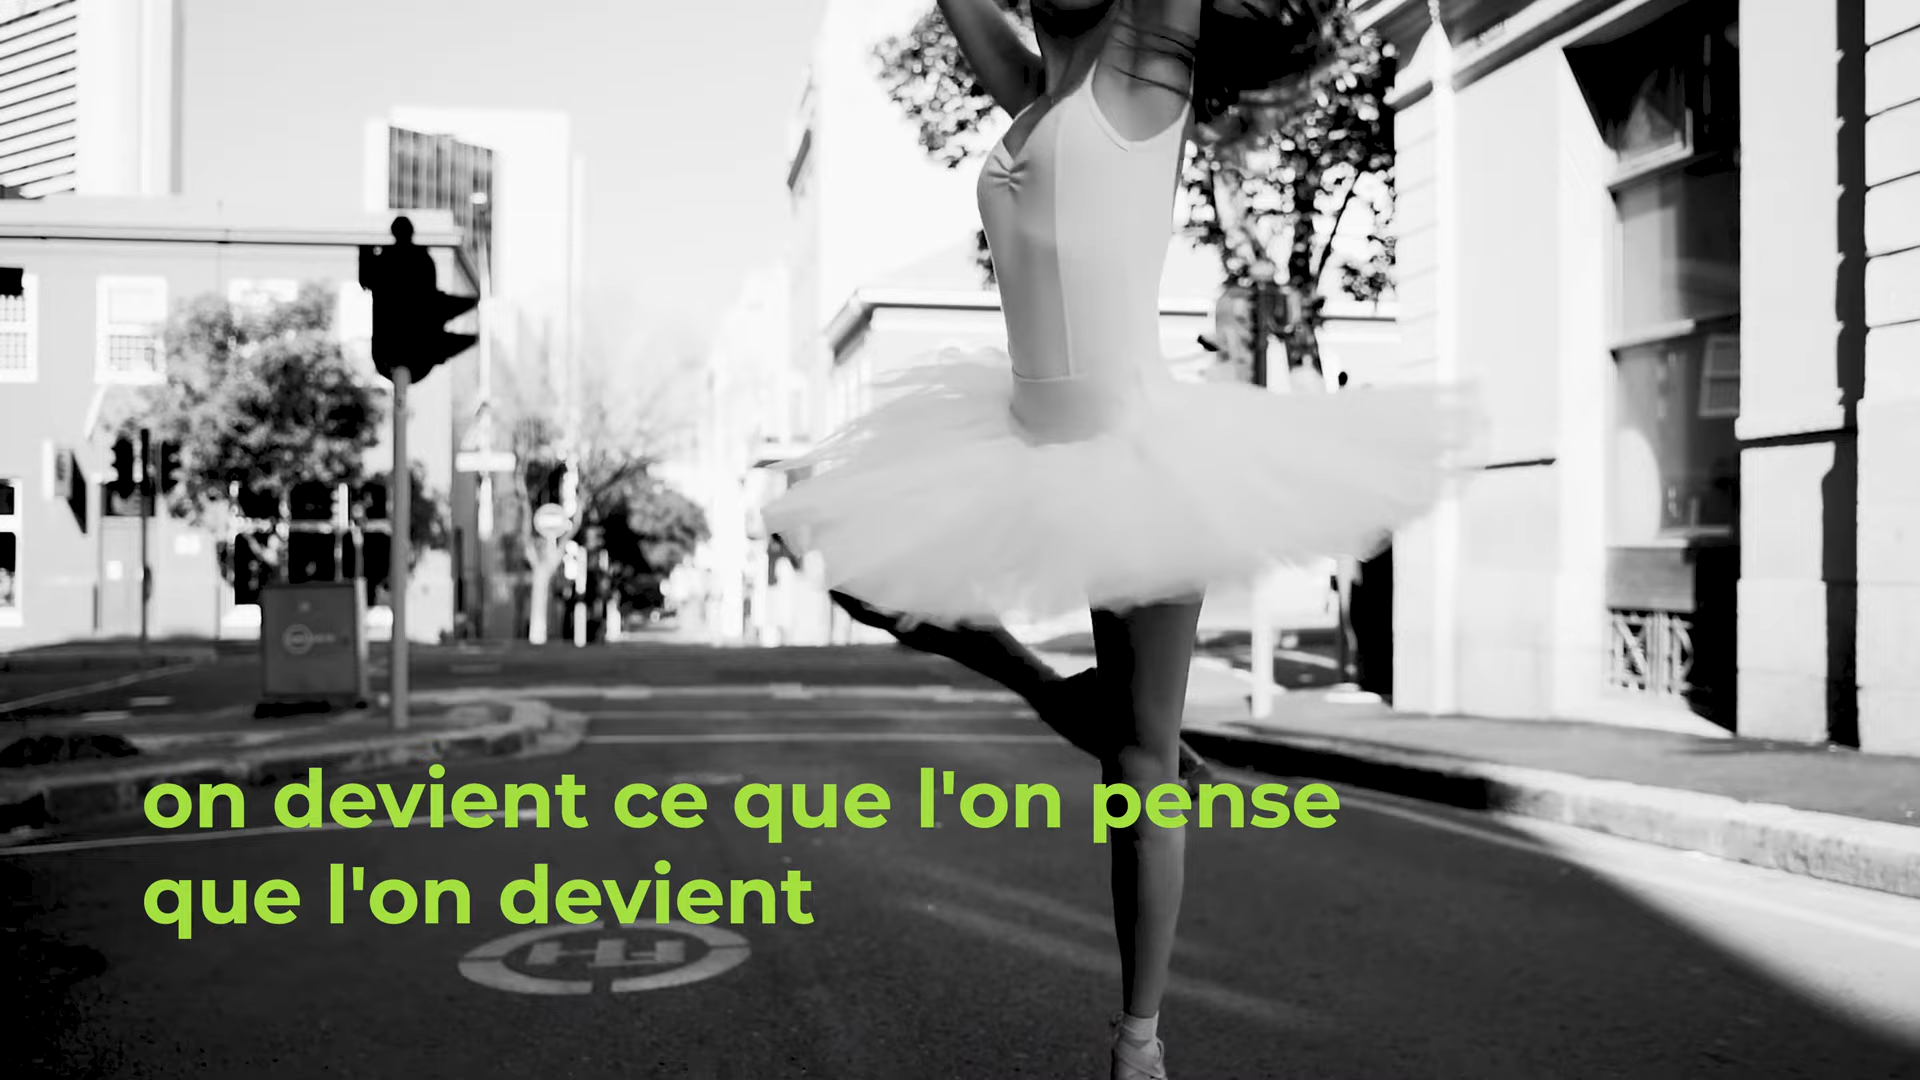 on devient ce que l'on pense
que l'on devient